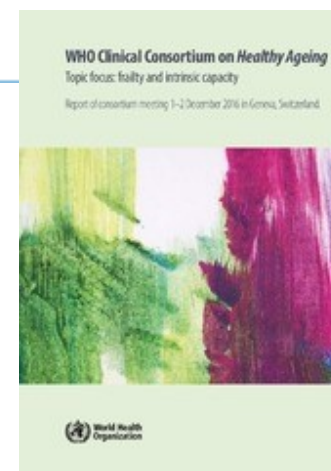 WHO Clinical Consortium on Healthy Ageing
Topic focus: frailty and intrinsic capacity
Report of consortium meeting 1–2 December 2016 in Geneva, Switzerland
World Health
Organization